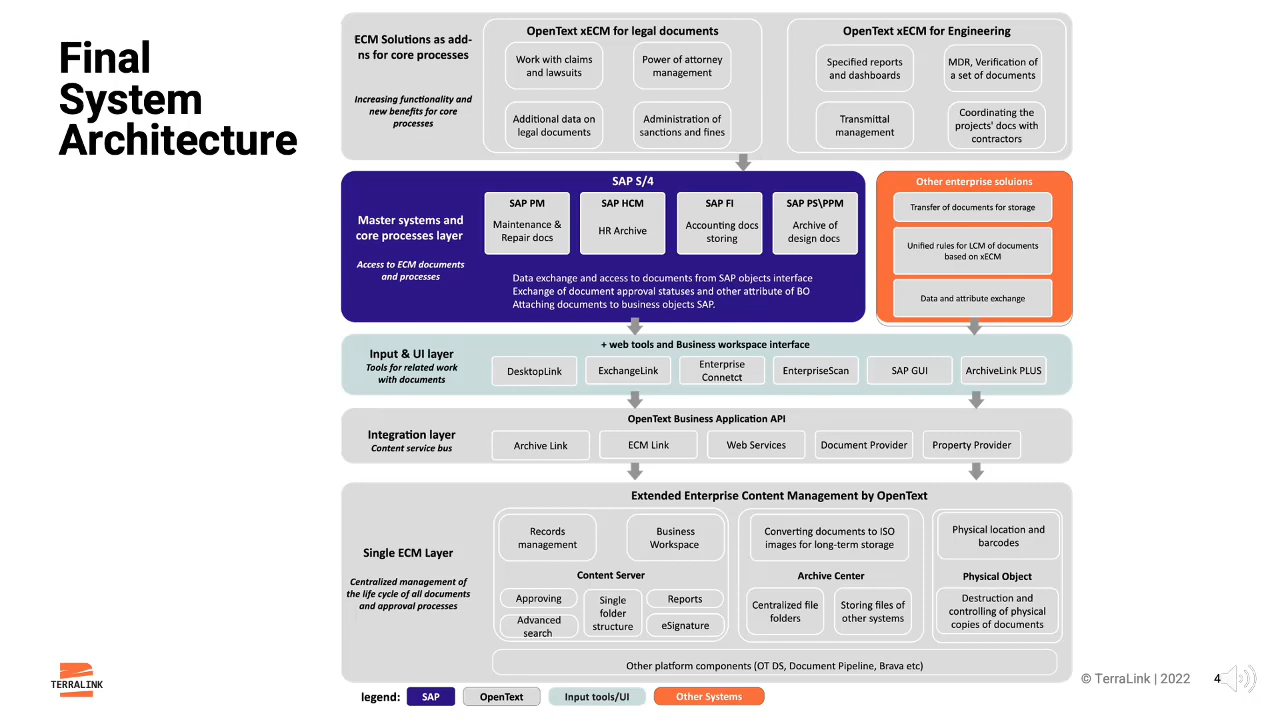 Final
System
Architecture
ECM Solutions as add-
ns for core processes
Increasing functionality and
new benefits for core
processes
OpenText xECM for legal documents
Work with claims
and lawsuits
Power of attorney
management
Additional data on
legal documents
Administration of
sanctions and fines
OpenText xECM for Engineering
Specified reports
and dashboards
MDR, Verification of
a set of documents
Transmittal
management
Coordinating the
projects' docs with
contractors
SAP S/4
Master systems and
core processes layer
Access to ECM documents
and processes
SAP PM
Maintenance &
Repair docs
SAP HCM
HR Archive
SAP FI
Accounting docs
storing
SAP PS\PPM
Archive of
design docs
Data exchange and access to documents from SAP objects interface
Exchange of document approval statuses and other attribute of BO
Attaching documents to business objects SAP.
Other enterprise soluions
Transfer of documents for storage
Unified rules for LCM of documents
based on xECM
Data and attribute exchange
Input & UI layer
Tools for related work
with documents
+ web tools and Business workspace interface
DesktopLink
ExchangeLink
Enterprise
Connetct
EnterpriseScan
SAP GUI
ArchiveLink PLUS
Integration layer
Content service bus
OpenText Business Application API
Archive Link
ECM Link
Web Services
Document Provider
Property Provider
Extended Enterprise Content Management by OpenText
Single ECM Layer
Centralized management of
the life cycle of all documents
and approval processes
Records
management
Business
Workspace
Content Server
Approving
Advanced
search
Single
folder
structure
Reports
eSignature
Converting documents to ISO
images for long-term storage
Archive Center
Centralized file
folders
Storing files of
other systems
Physical location and
barcodes
Physical Object
Destruction and
controlling of physical
copies of documents
Other platform components (OT DS, Document Pipeline, Brava etc)
legend:
SAP
OpenText
Input tools/UI
Other Systems
TERRALINK
© TerraLink | 2022
4